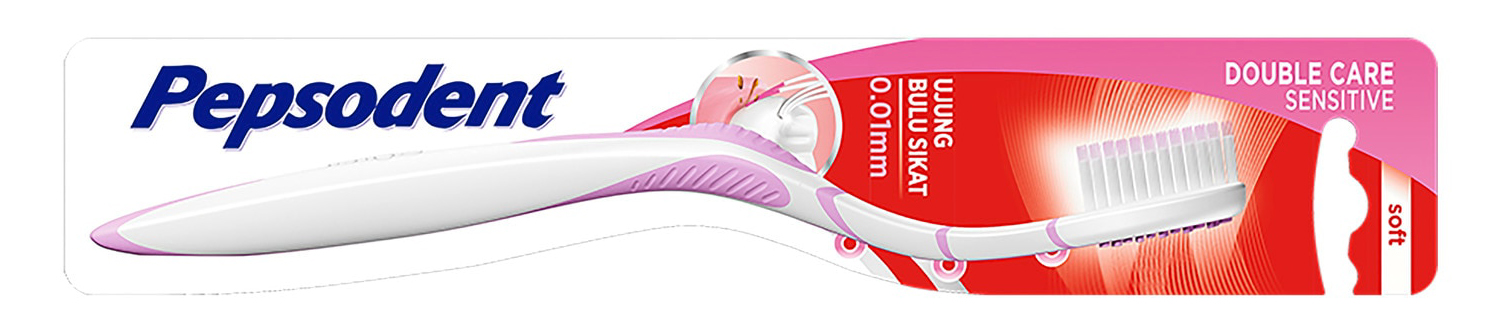 Pepsodent
UJUNG
BULU SIKAT
0.01mm
DOUBLE CARE
SENSITIVE
soft